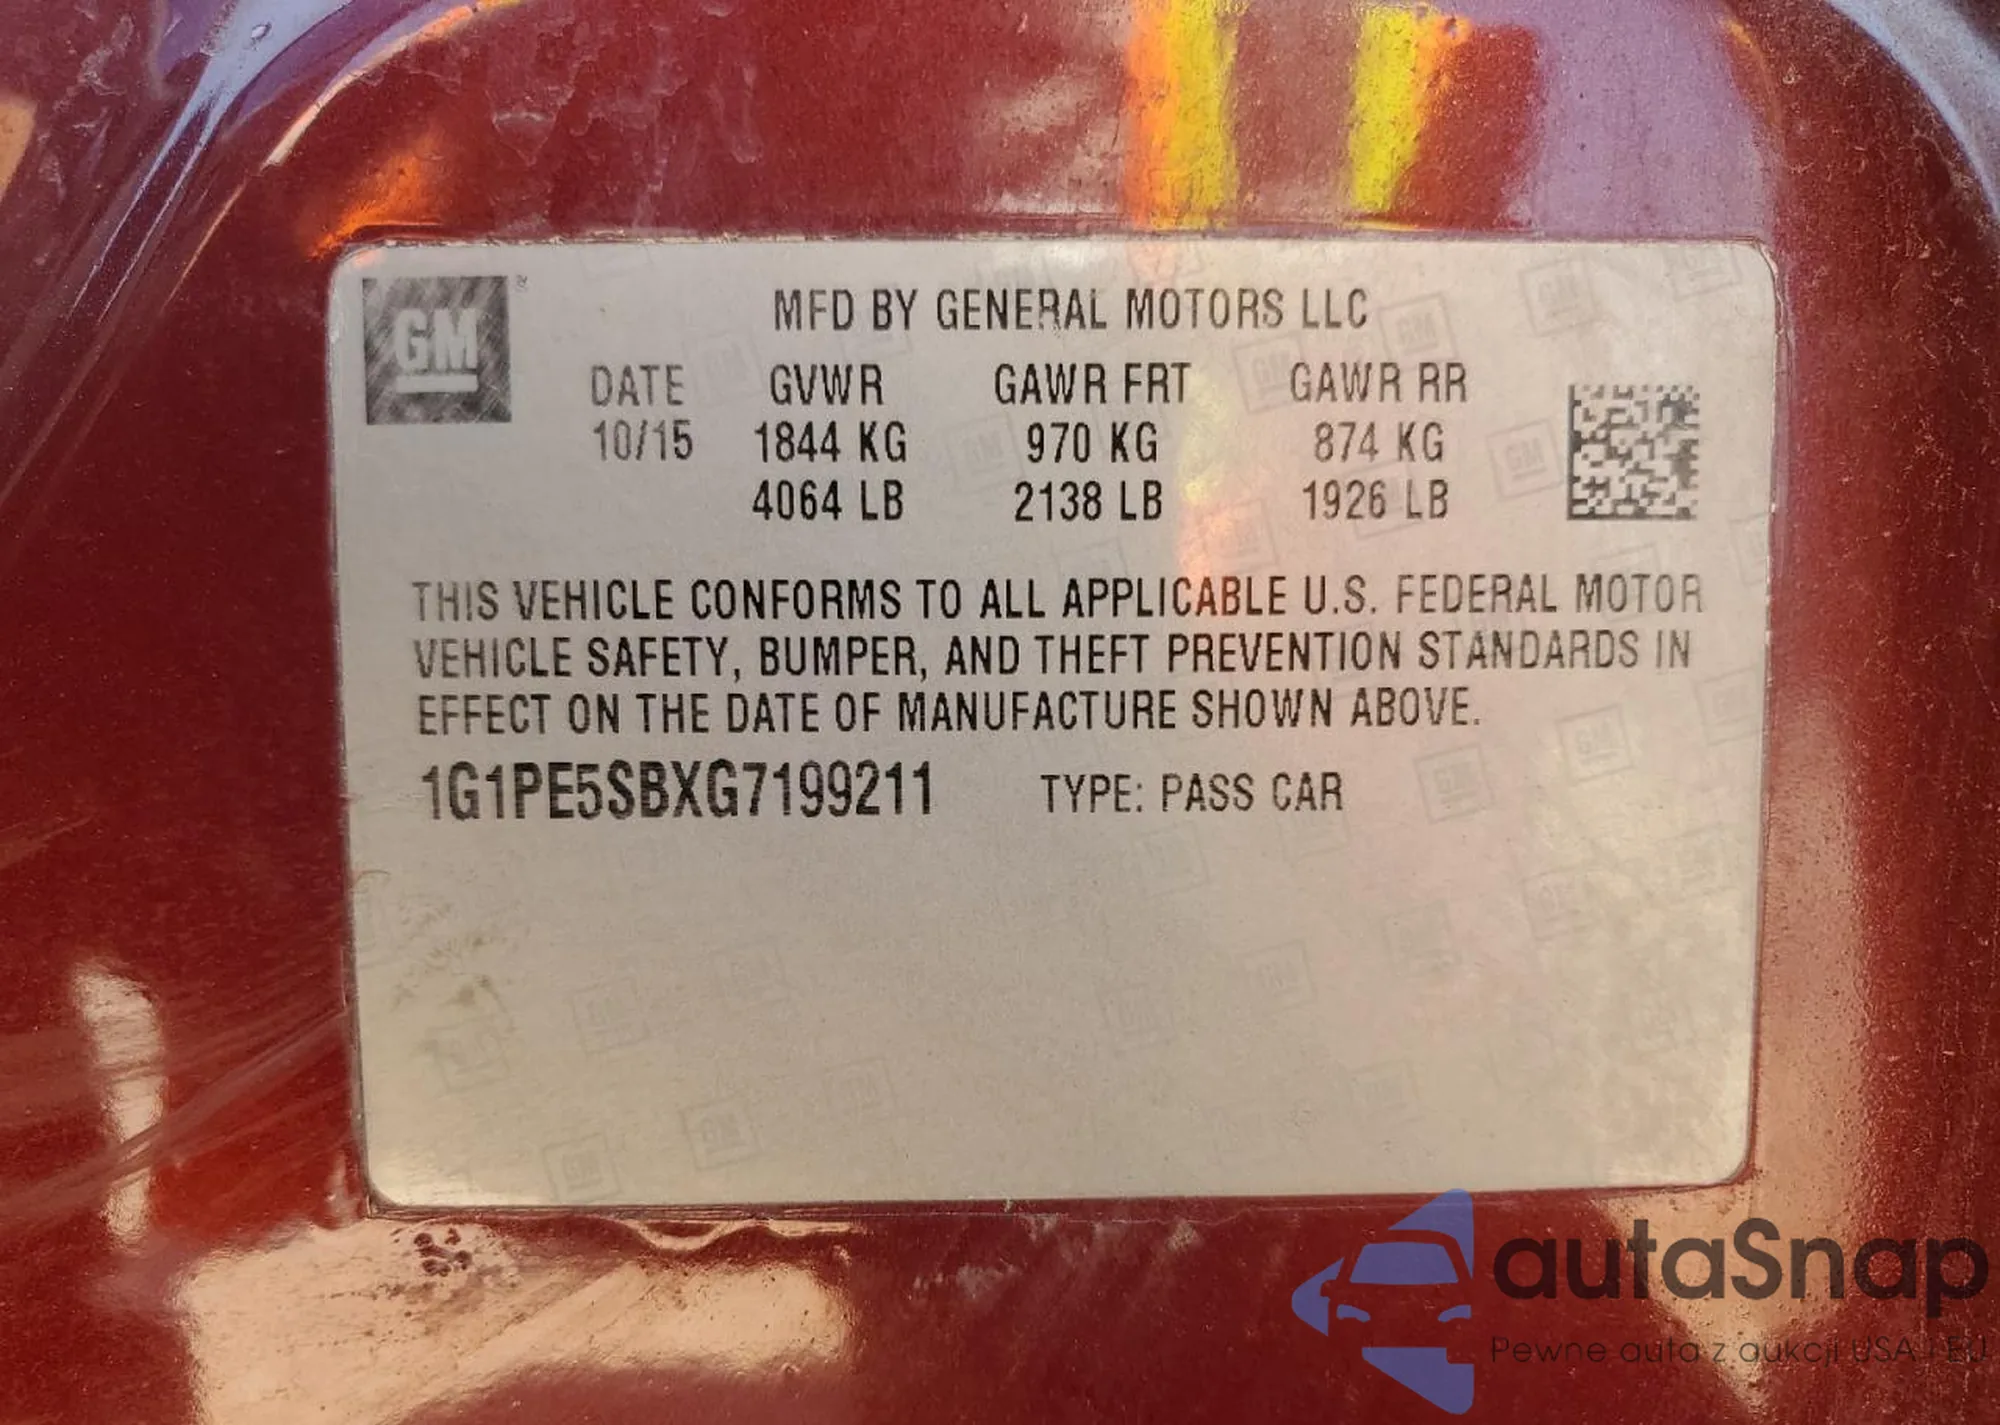 GM
MFD BY GENERAL MOTORS LLC
DATE GVWR GAWR FRT GAWR RR
10/15 1844 KG 970 KG 874 KG
4064 LB 2138 LB 1926 LB
THIS VEHICLE CONFORMS TO ALL APPLICABLE U.S. FEDERAL MOTOR
VEHICLE SAFETY, BUMPER, AND THEFT PREVENTION STANDARDS IN
EFFECT ON THE DATE OF MANUFACTURE SHOWN ABOVE.
1G1PE5SBXG7199211 TYPE: PASS CAR
autaSnap
Pewne auta z aukcji USA i EU